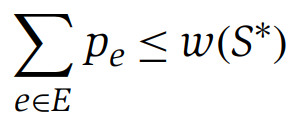 ∑_{e∈E} p_e ≤ w(S*)